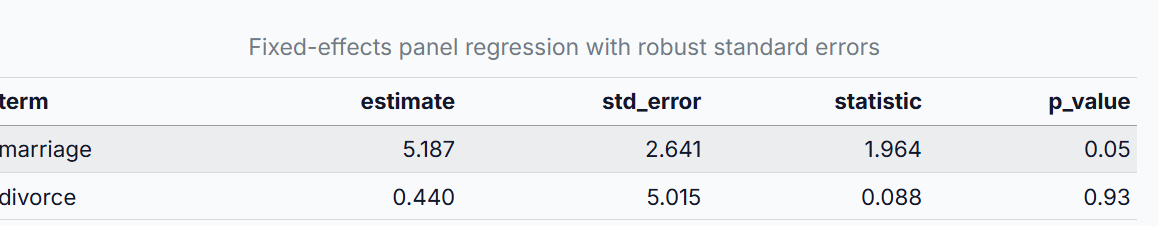 Fixed-effects panel regression with robust standard errors
term estimate std_error statistic p_value
marriage 5.187 2.641 1.964 0.05
divorce 0.440 5.015 0.088 0.93